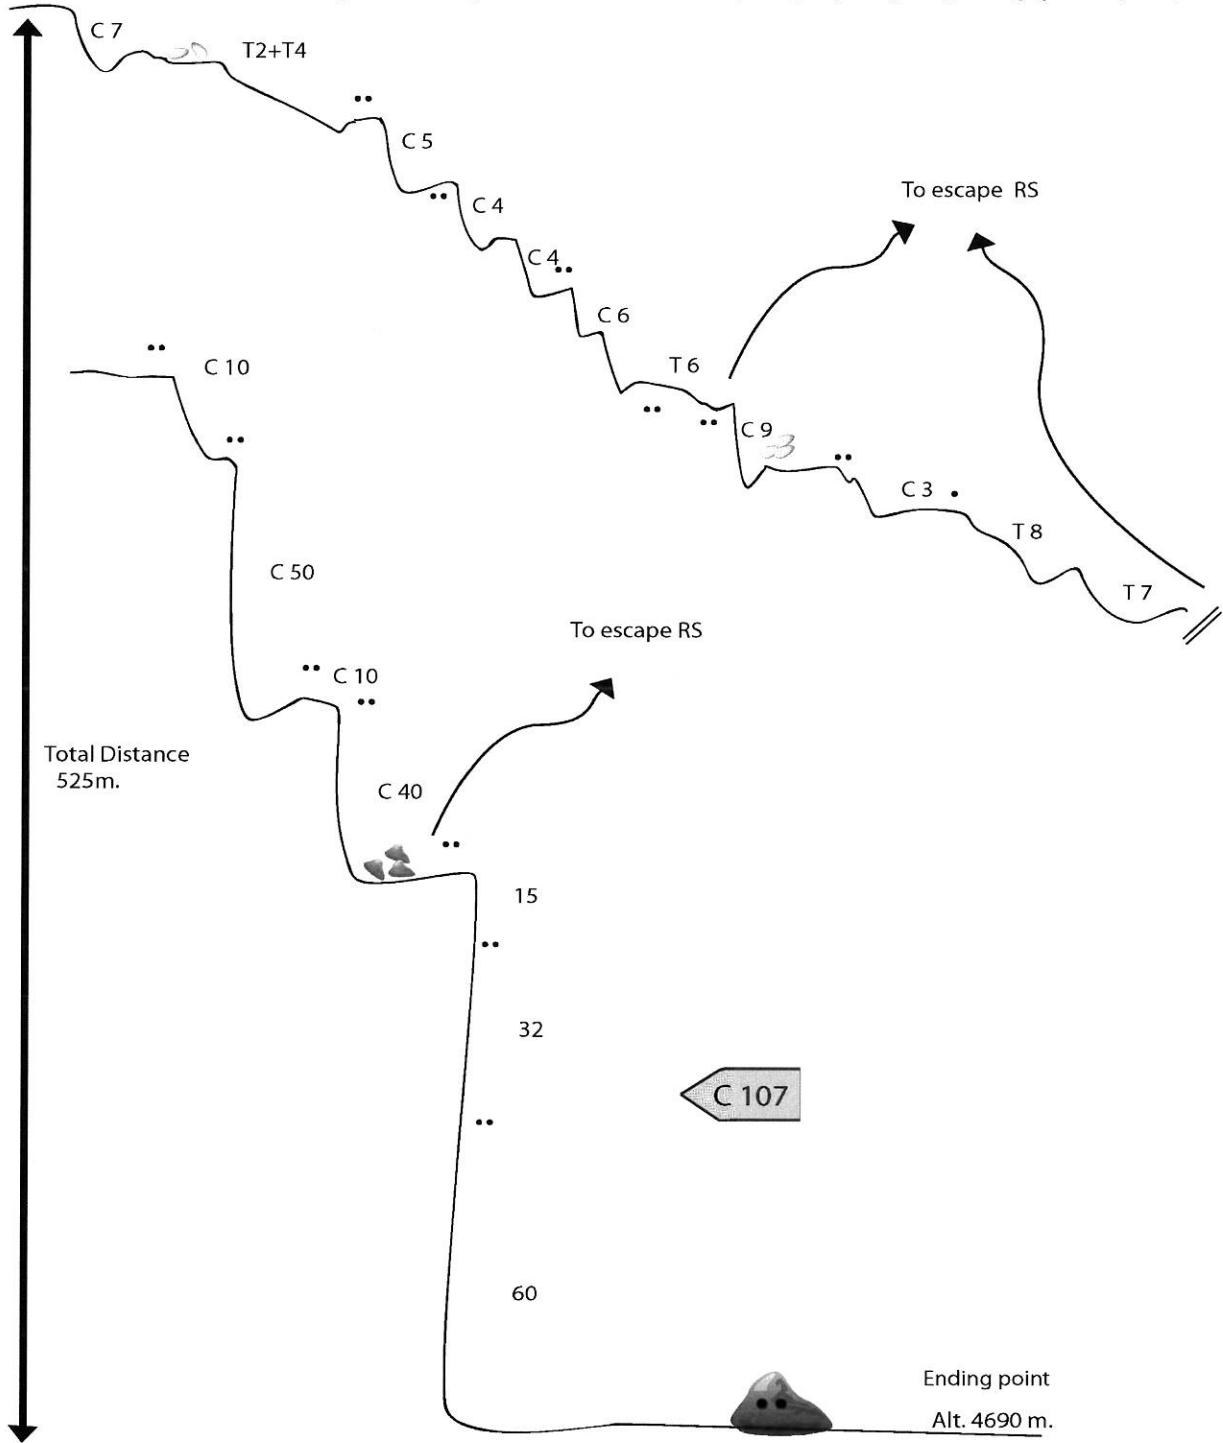 C 7
T2+T4
C 5
To escape RS
C 4
C 4
C 6
C 10
T 6
C 9
C 3
T 8
C 50
T 7
To escape RS
C 10
Total Distance
525m.
C 40
15
32
C 107
60
Ending point
Alt. 4690 m.